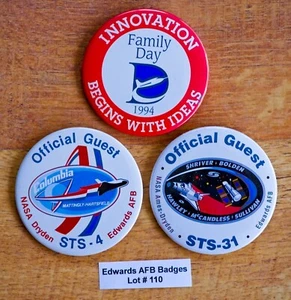 INNOVATION
Family
Day
1994
BEGINS WITH IDEAS
Official Guest
Columbia
MATTINGLY-HARTSFIELD
NASA Dryden
STS-4
Edwards AFB
Official Guest
SHRIVER • BOLDEN
HAWLEY • McCANDLESS • SULLIVAN
• NASA Ames-Dryden
• STS-31 •
Edwards AFB
Edwards AFB Badges
Lot # 110